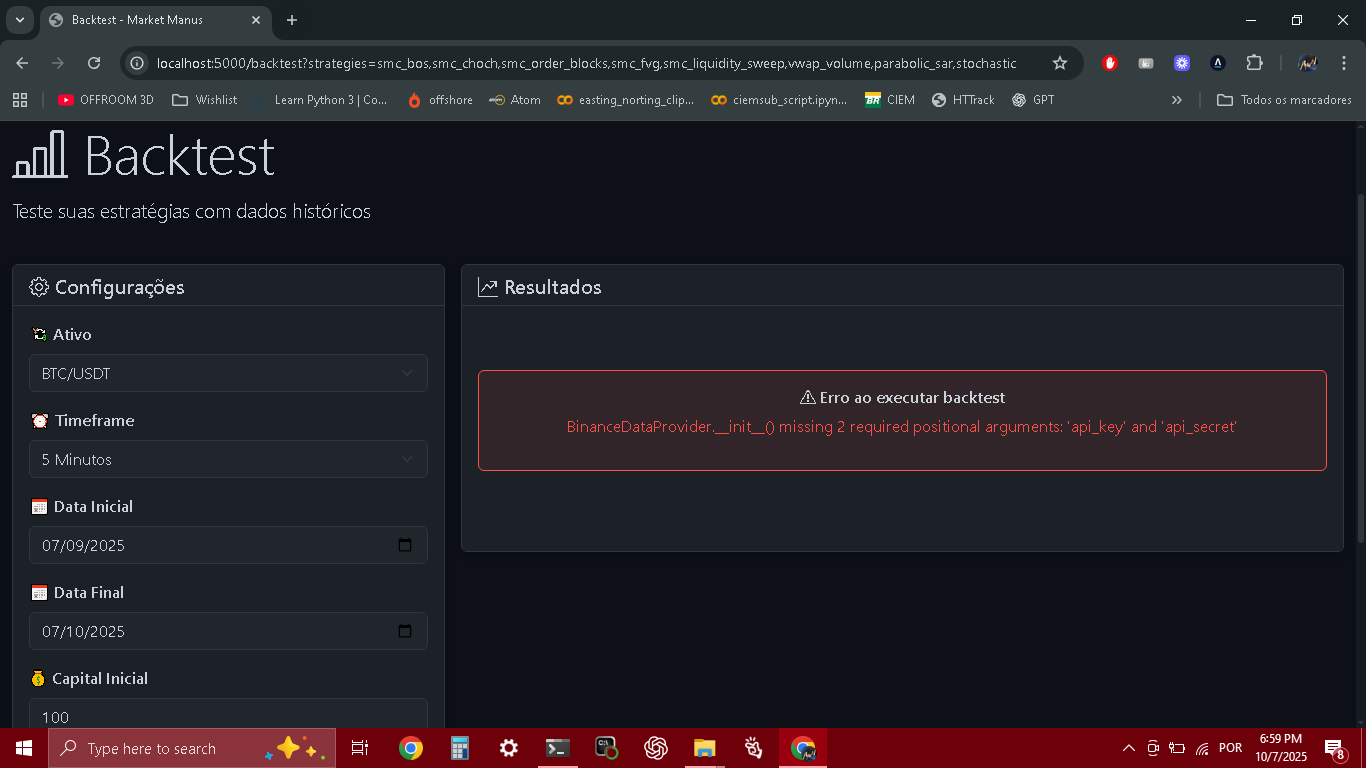 Backtest - Market Manus
localhost:5000/backtest?strategies=smc_bos,smc_choch,smc_order_blocks,smc_fvg,smc_liquidity_sweep,vwap_volume,parabolic_sar,stochastic
OFFROOM 3D Wishlist Learn Python 3 | Co... offshore Atom easting_norting_clip... ciemsub_script.ipyn... BR CIEM HTTrack GPT » Todos os marcadores
Backtest
Teste suas estratégias com dados históricos
Configurações
Ativo
BTC/USDT
Timeframe
5 Minutos
Data Inicial
07/09/2025
Data Final
07/10/2025
Capital Inicial
100
Resultados
Erro ao executar backtest
BinanceDataProvider.__init__() missing 2 required positional arguments: 'api_key' and 'api_secret'
Type here to search
POR
6:59 PM
10/7/2025
8